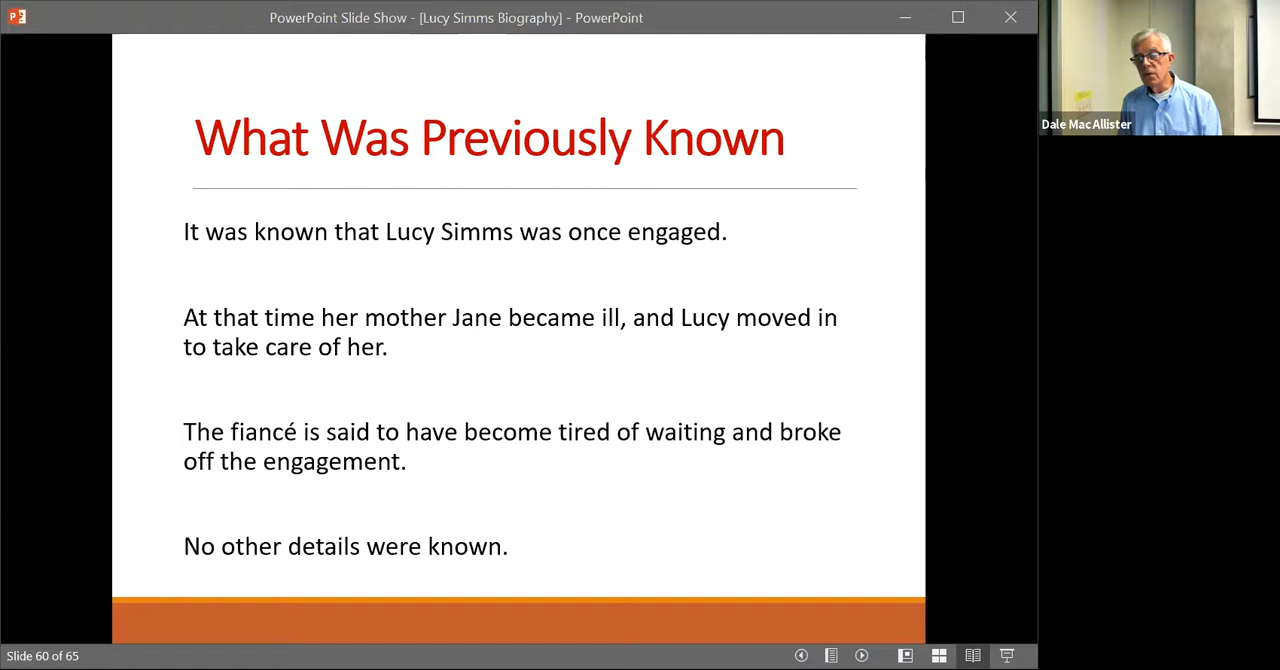 PowerPoint Slide Show - [Lucy Simms Biography] - PowerPoint
What Was Previously Known
It was known that Lucy Simms was once engaged.
At that time her mother Jane became ill, and Lucy moved in
to take care of her.
The fiancé is said to have become tired of waiting and broke
off the engagement.
No other details were known.
Slide 60 of 65
Dale MacAllister